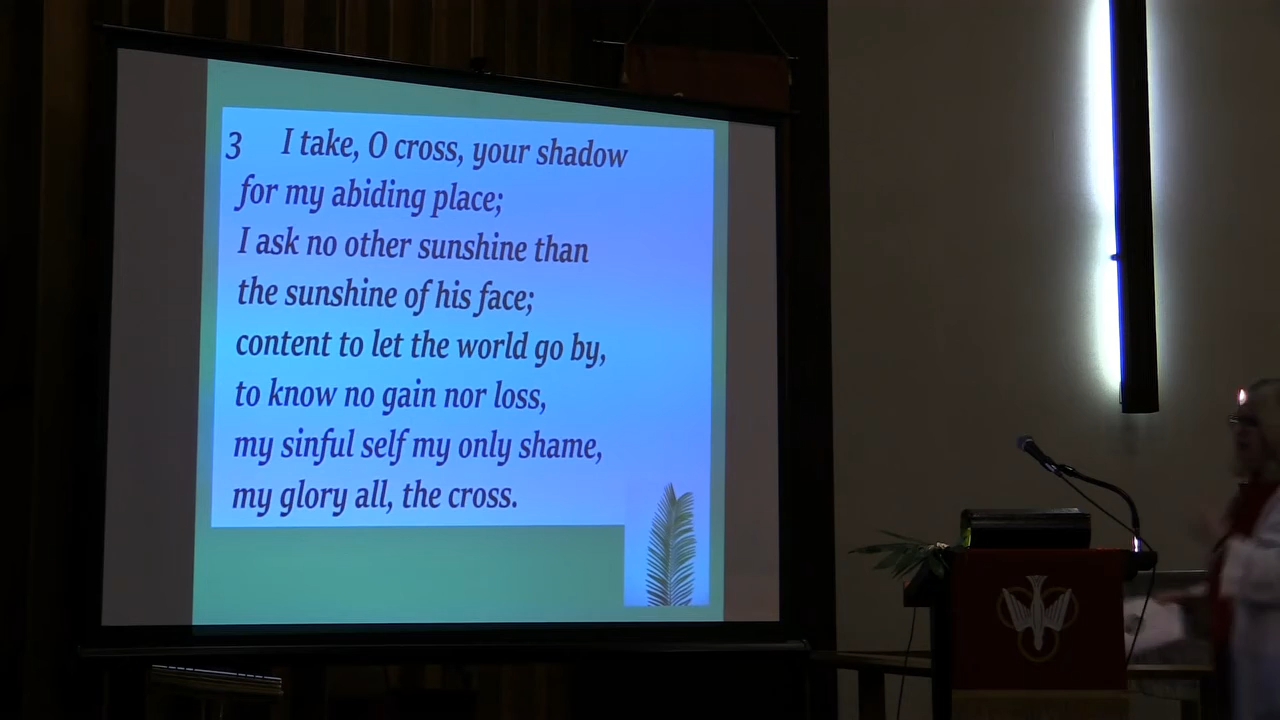 3 I take, O cross, your shadow
for my abiding place;
I ask no other sunshine than
the sunshine of his face;
content to let the world go by,
to know no gain nor loss,
my sinful self my only shame,
my glory all, the cross.